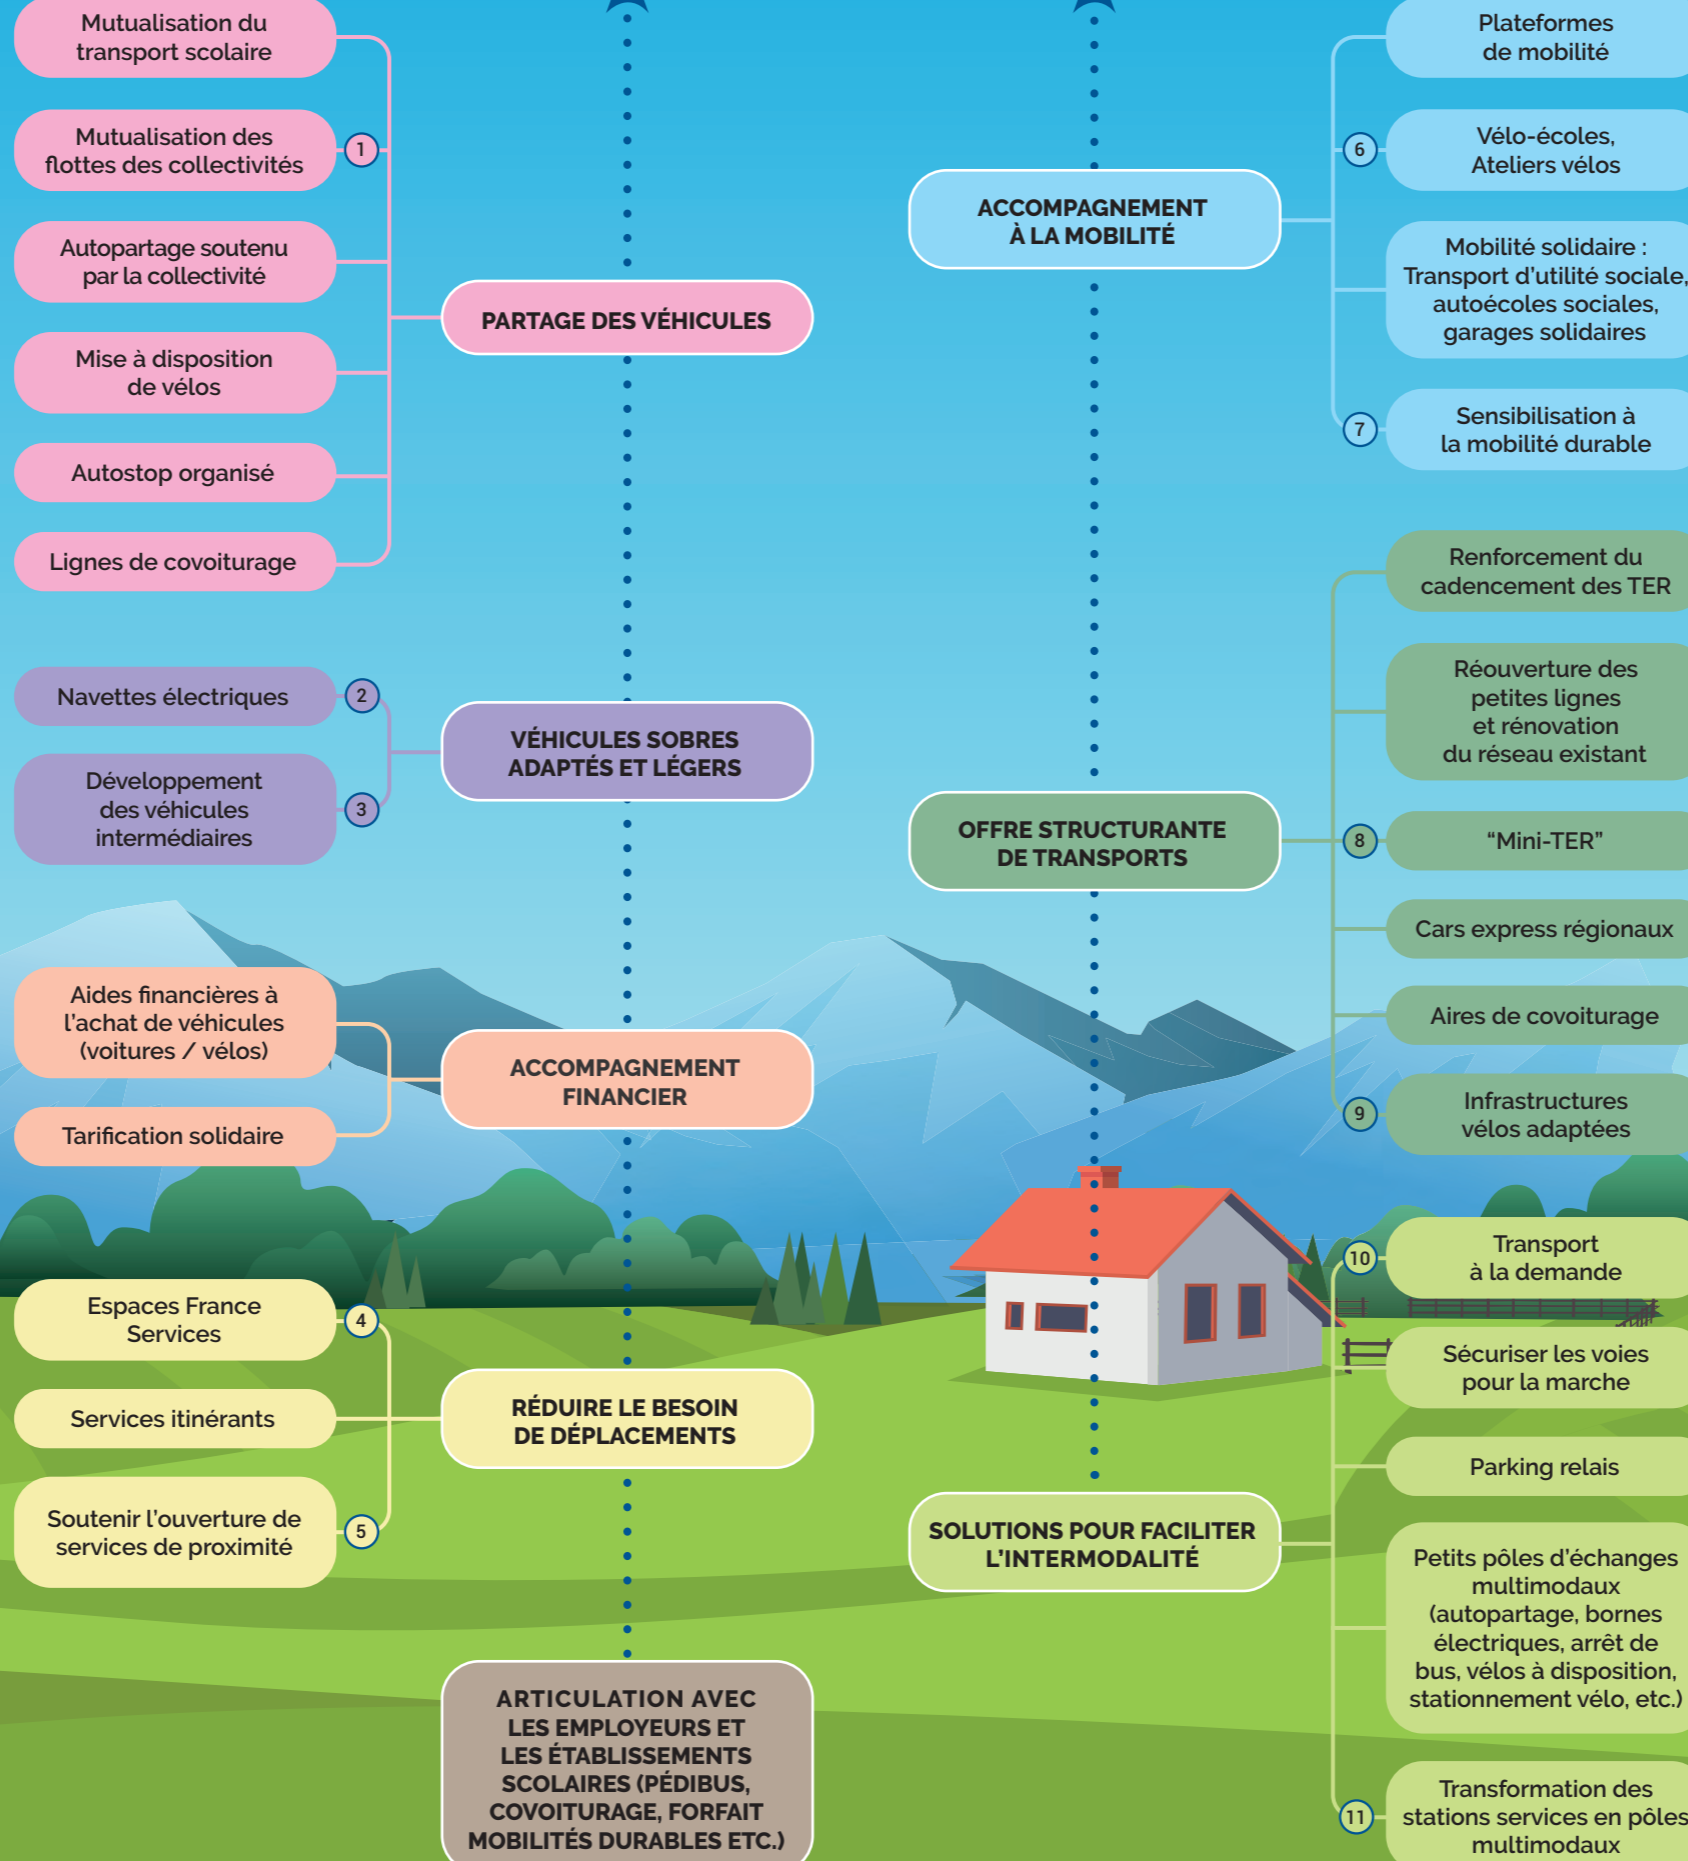 Mutualisation du
transport scolaire
Mutualisation des
flottes des collectivités
1
Autopartage soutenu
par la collectivité
Mise à disposition
de vélos
Autostop organisé
Lignes de covoiturage
PARTAGE DES VÉHICULES
Navettes électriques
2
Développement
des véhicules
intermédiaires
3
VÉHICULES SOBRES
ADAPTÉS ET LÉGERS
Aides financières à
l'achat de véhicules
(voitures / vélos)
Tarification solidaire
ACCOMPAGNEMENT
FINANCIER
Espaces France
Services
4
Services itinérants
Soutenir l'ouverture de
services de proximité
5
RÉDUIRE LE BESOIN
DE DÉPLACEMENTS
ARTICULATION AVEC
LES EMPLOYEURS ET
LES ÉTABLISSEMENTS
SCOLAIRES (PÉDIBUS,
COVOITURAGE, FORFAIT
MOBILITÉS DURABLES ETC.)
ACCOMPAGNEMENT
À LA MOBILITÉ
Plateformes
de mobilité
6
Vélo-écoles,
Ateliers vélos
Mobilité solidaire :
Transport d'utilité sociale,
autoécoles sociales,
garages solidaires
7
Sensibilisation à
la mobilité durable
OFFRE STRUCTURANTE
DE TRANSPORTS
Renforcement du
cadencement des TER
Réouverture des
petites lignes
et rénovation
du réseau existant
8
“Mini-TER”
Cars express régionaux
Aires de covoiturage
9
Infrastructures
vélos adaptées
SOLUTIONS POUR FACILITER
L'INTERMODALITÉ
10
Transport
à la demande
Sécuriser les voies
pour la marche
Parking relais
Petits pôles d'échanges
multimodaux
(autopartage, bornes
électriques, arrêt de
bus, vélos à disposition,
stationnement vélo, etc.)
11
Transformation des
stations services en pôles
multimodaux